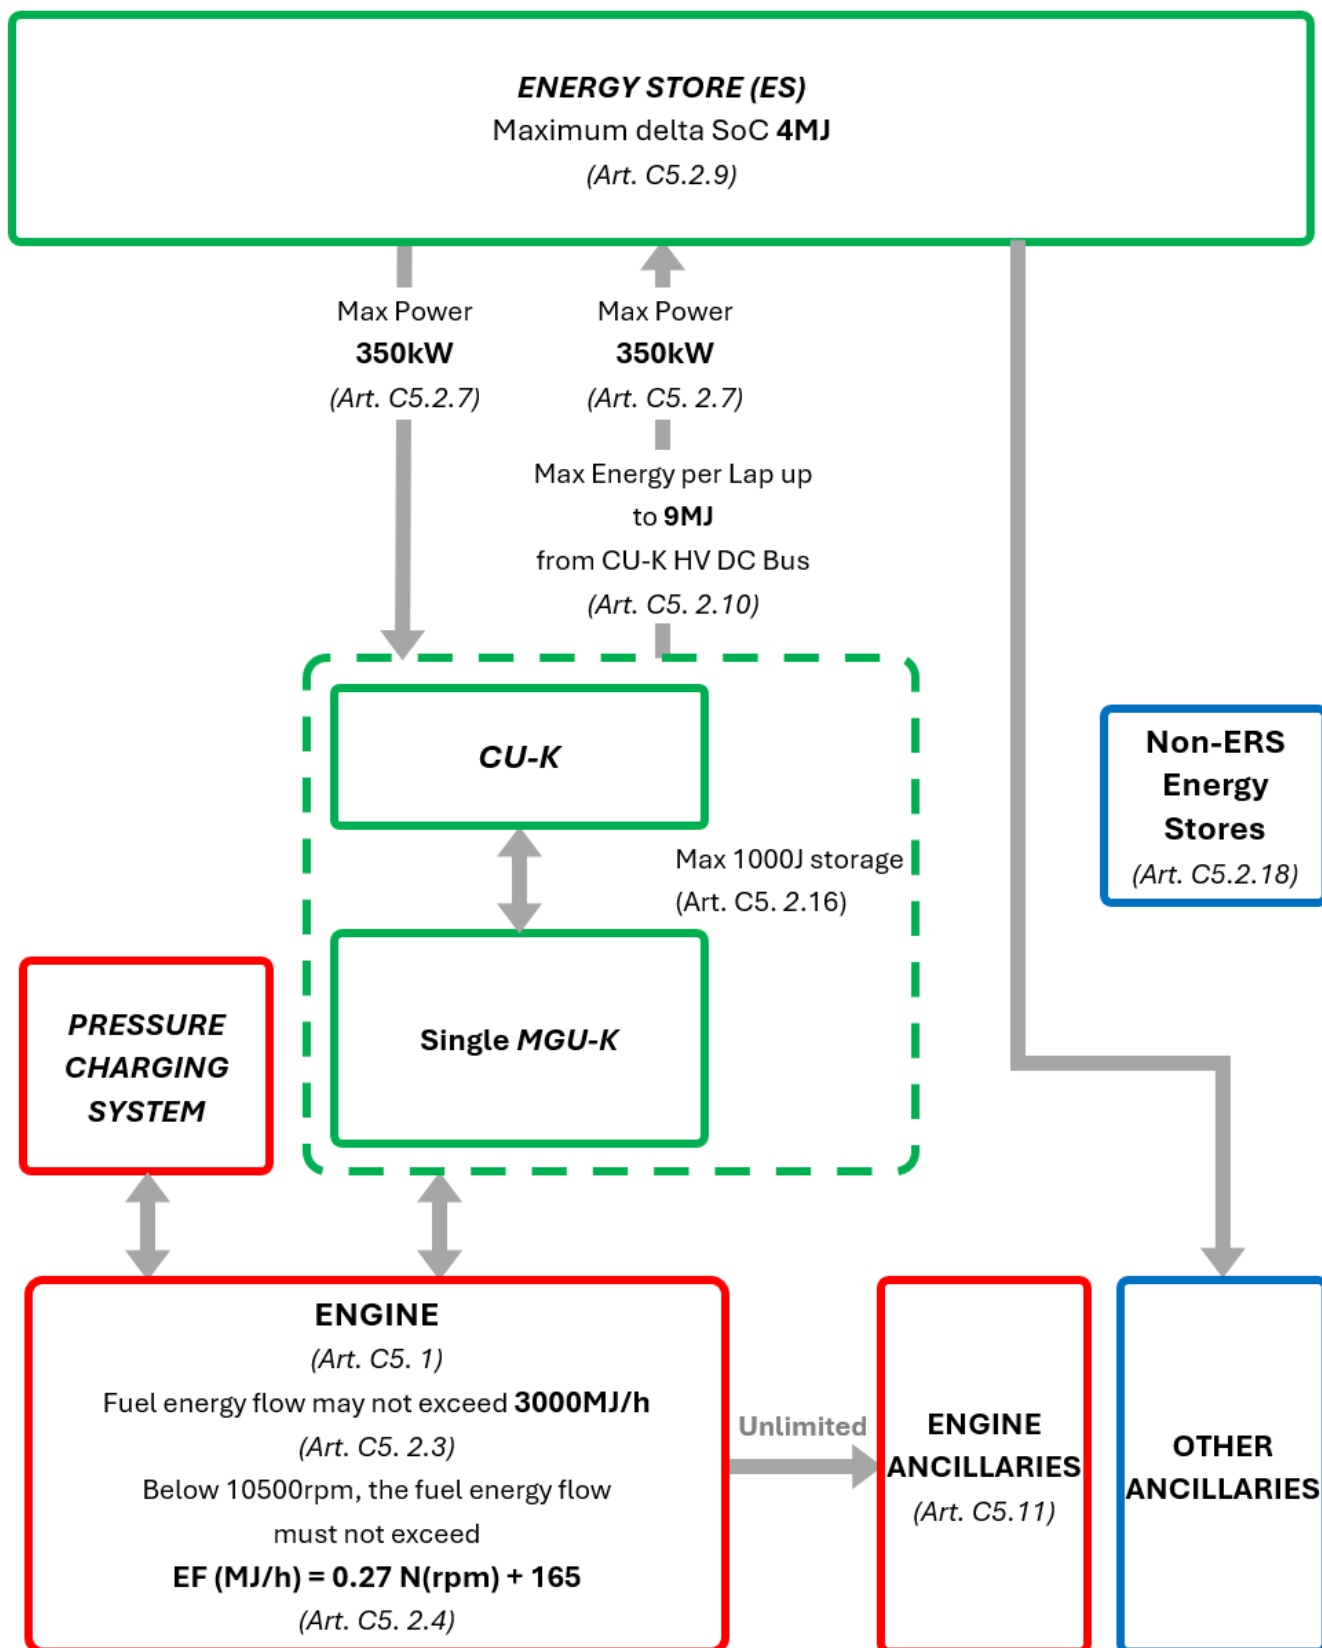 ENERGY STORE (ES)
Maximum delta SoC 4MJ
(Art. C5.2.9)
Max Power
350kW
(Art. C5.2.7)
Max Power
350kW
(Art. C5. 2.7)
Max Energy per Lap up
to 9MJ
from CU-K HV DC Bus
(Art. C5. 2.10)
CU-K
Max 1000J storage
(Art. C5. 2.16)
Single MGU-K
Non-ERS
Energy
Stores
(Art. C5.2.18)
PRESSURE
CHARGING
SYSTEM
ENGINE
(Art. C5. 1)
Fuel energy flow may not exceed 3000MJ/h
(Art. C5. 2.3)
Below 10500rpm, the fuel energy flow
must not exceed
EF (MJ/h) = 0.27 N(rpm) + 165
(Art. C5. 2.4)
Unlimited
ENGINE
ANCILLARIES
(Art. C5.11)
OTHER
ANCILLARIES